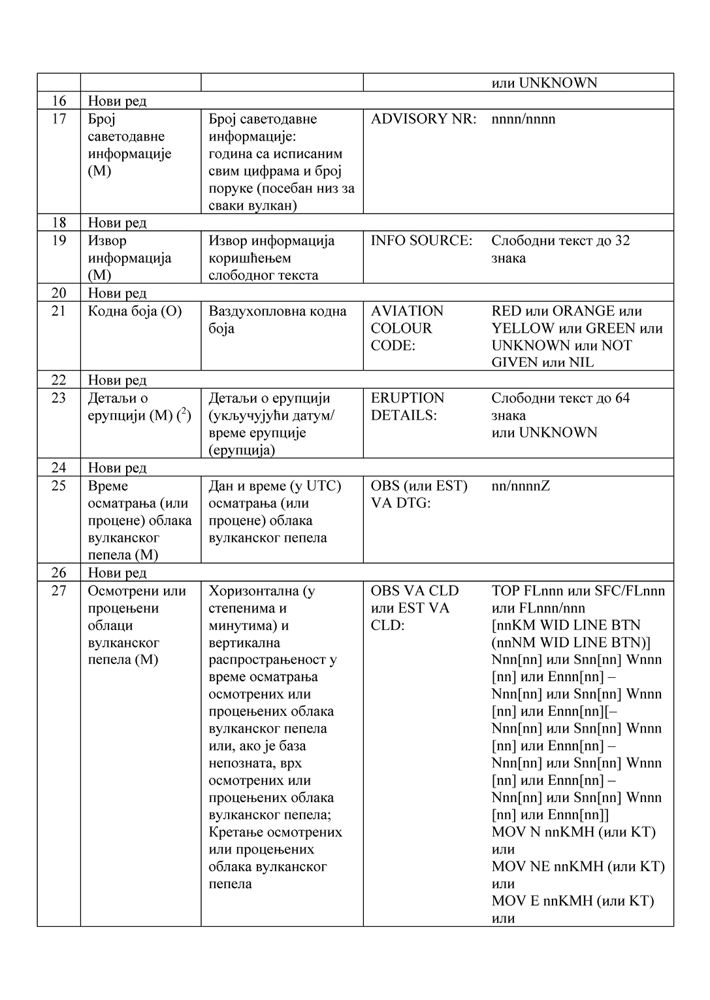 или UNKNOWN
16 Нови ред
17 Број ADVISORY NR: nnnn/nnnn
саветодавне
информације
(М)
Број саветодавне
информације:
година са исписаним
свим цифрама и број
поруке (посебан низ за
сваки вулкан)
18 Нови ред
19 Извор
информација
(М)
Извор информација
коришћењем
слободног текста
INFO SOURCE:
Слободни текст до 32
знака
20 Нови ред
21 Кодна боја (О)
Ваздухопловна кодна
боја
AVIATION
COLOUR
CODE:
RED или ORANGE или
YELLOW или GREEN или
UNKNOWN или NOT
GIVEN или NIL
22 Нови ред
23 Детаљи о
ерупцији (М) (²)
Детаљи о ерупцији
(укључујући датум/
време ерупције
(ерупција)
ERUPTION
DETAILS:
Слободни текст до 64
знака
или UNKNOWN
24 Нови ред
25 Време
осматрања (или
процене) облака
вулканског
пепела (М)
Дан и време (у UTC)
осматрања (или
процене) облака
вулканског пепела
OBS (или EST)
VA DTG:
nn/nnnnZ
26 Нови ред
27 Осмотрени или
процењени
облаци
вулканског
пепела (М)
Хоризонтална (у
степенима и
минутима) и
вертикална
распрострањеност у
време осматрања
осмотрених или
процењених облака
вулканског пепела
или, ако је база
непозната, врх
осмотрених или
процењених облака
вулканског пепела;
Кретање осмотрених
или процењених
облака вулканског
пепела
OBS VA CLD
или EST VA
CLD:
TOP FLnnn или SFC/FLnnn
или FLnnn/nnn
[nnKM WID LINE BTN
(nnNM WID LINE BTN)]
Nnn[nn] или Snn[nn] Wnnn
[nn] или Ennn[nn] –
Nnn[nn] или Snn[nn] Wnnn
[nn] или Ennn[nn][–
Nnn[nn] или Snn[nn] Wnnn
[nn] или Ennn[nn] –
Nnn[nn] или Snn[nn] Wnnn
[nn] или Ennn[nn] –
Nnn[nn] или Snn[nn] Wnnn
[nn] или Ennn[nn]]
MOV N nnKMH (или KT)
или
MOV NE nnKMH (или KT)
или
MOV E nnKMH (или KT)
или